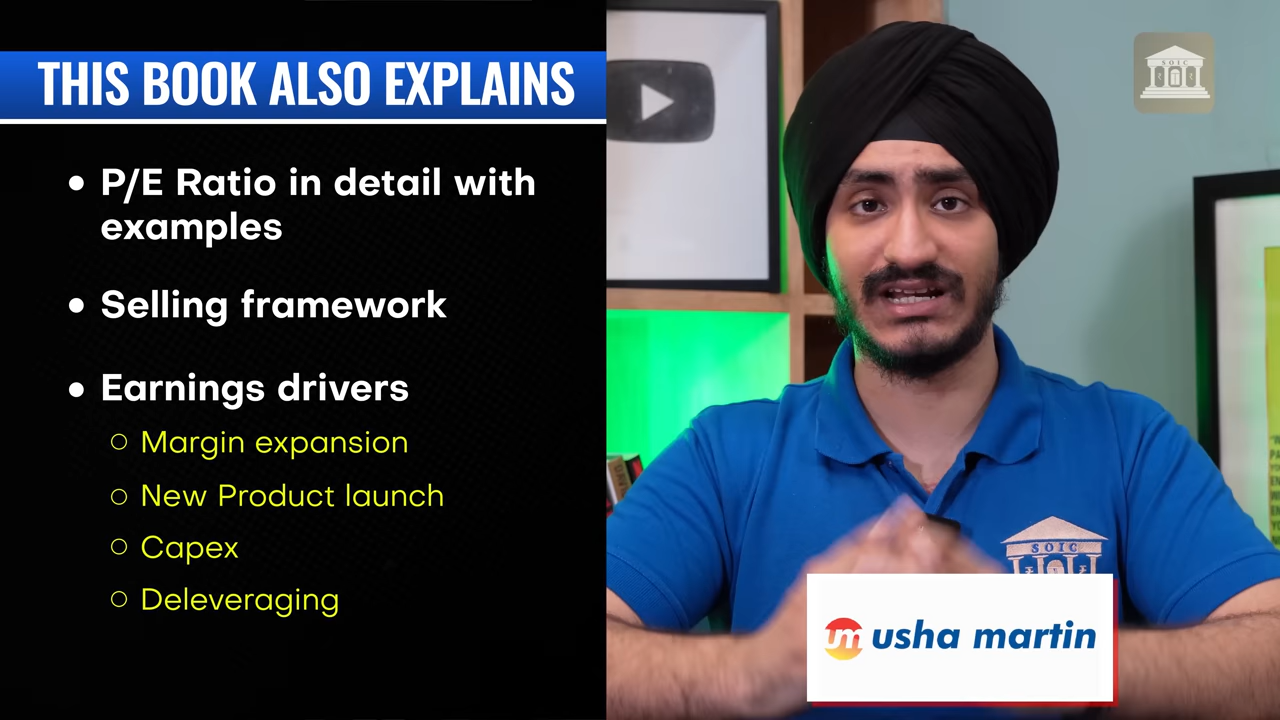 THIS BOOK ALSO EXPLAINS
• P/E Ratio in detail with
examples
• Selling framework
• Earnings drivers
○ Margin expansion
○ New Product launch
○ Capex
○ Deleveraging
SOIC
SOIC
um usha martin